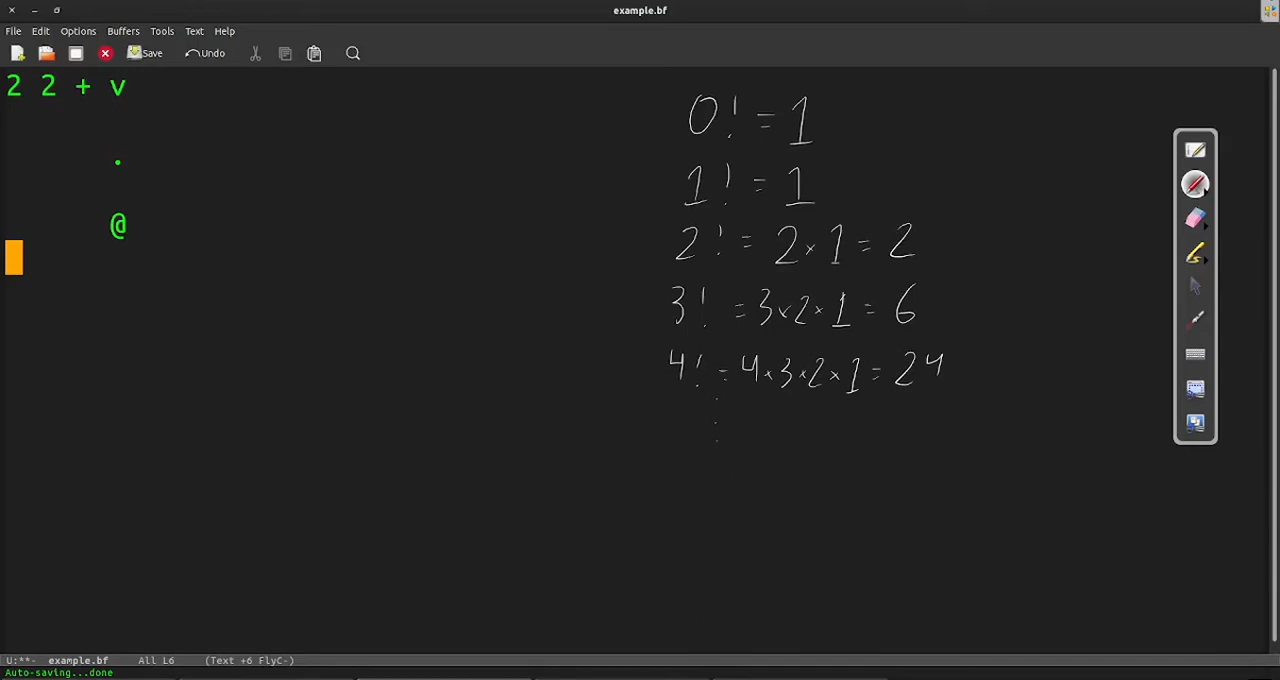 example.bf
File Edit Options Buffers Tools Text Help
Save Undo
2 2 + v
.
@
0! = 1
1! = 1
2! = 2×1 = 2
3! = 3×2×1 = 6
4! = 4×3×2×1 = 24
U:**- example.bf All L6 (Text +6 FlyC-)
Auto-saving...done